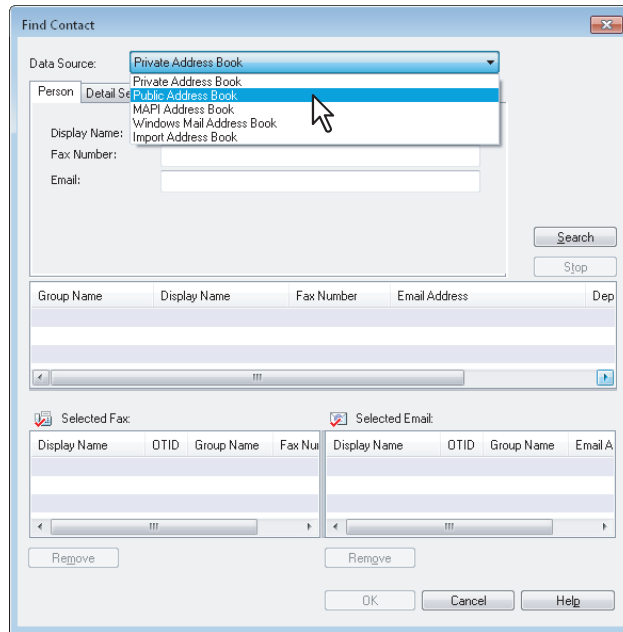 Find Contact
Data Source: Private Address Book
Private Address Book
Person Detail Se Public Address Book
MAPI Address Book
Windows Mail Address Book
Display Name: Import Address Book
Fax Number:
Email:
Search
Stop
Group Name Display Name Fax Number Email Address Dep
Selected Fax: Selected Email:
Display Name OTID Group Name Fax Nu Display Name OTID Group Name Email A
Remove Remove
OK Cancel Help